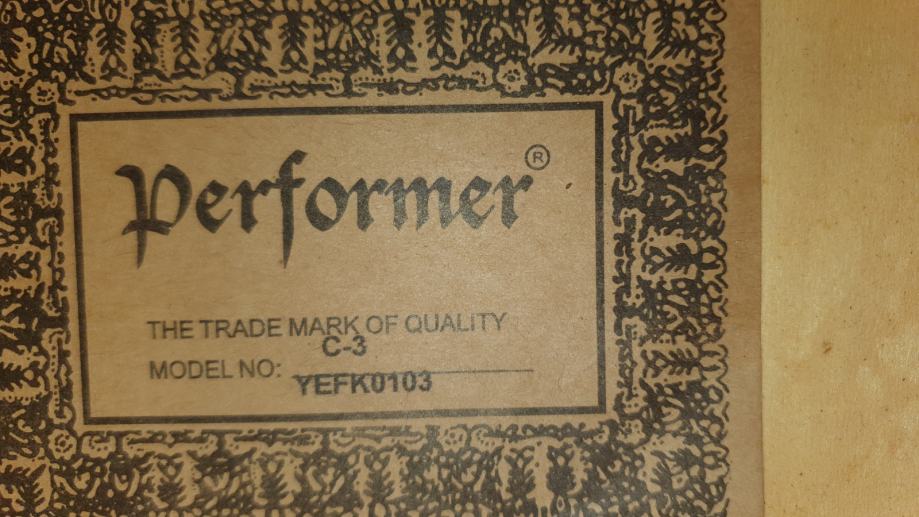 Performer®
THE TRADE MARK OF QUALITY
C-3
MODEL NO:
YEFK0103